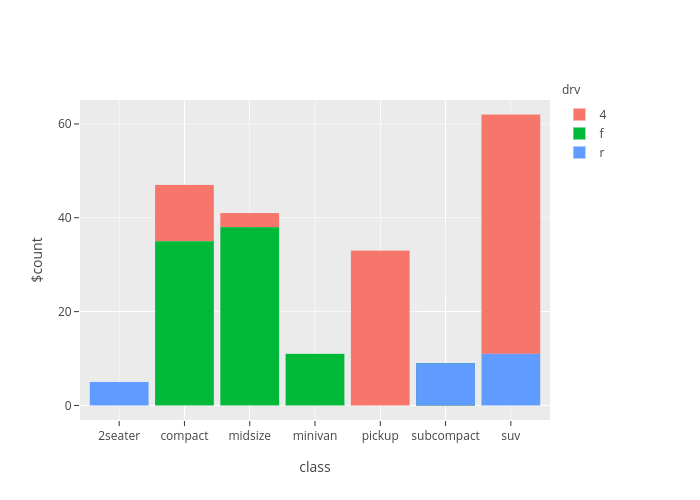 drv
4
f
r
60
40
20
0
$count
2seater compact midsize minivan pickup subcompact suv
class